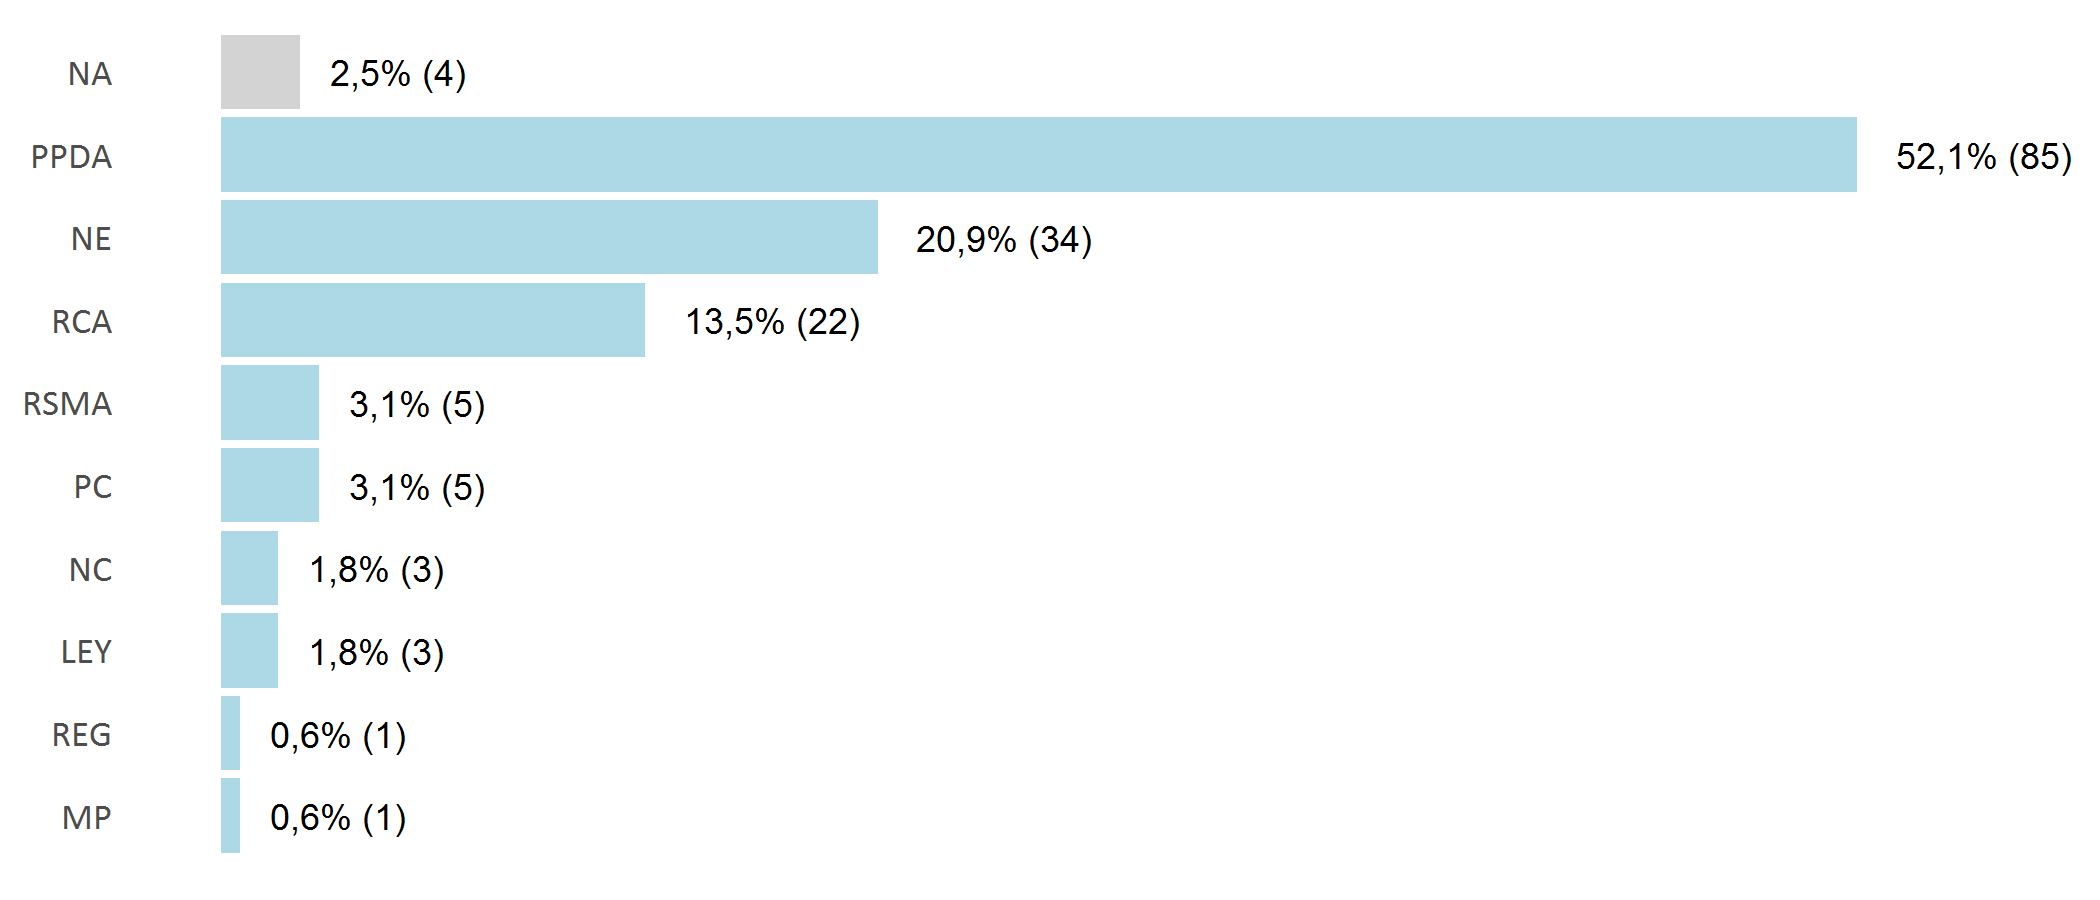 NA 2,5% (4)
PPDA 52,1% (85)
NE 20,9% (34)
RCA 13,5% (22)
RSMA 3,1% (5)
PC 3,1% (5)
NC 1,8% (3)
LEY 1,8% (3)
REG 0,6% (1)
MP 0,6% (1)